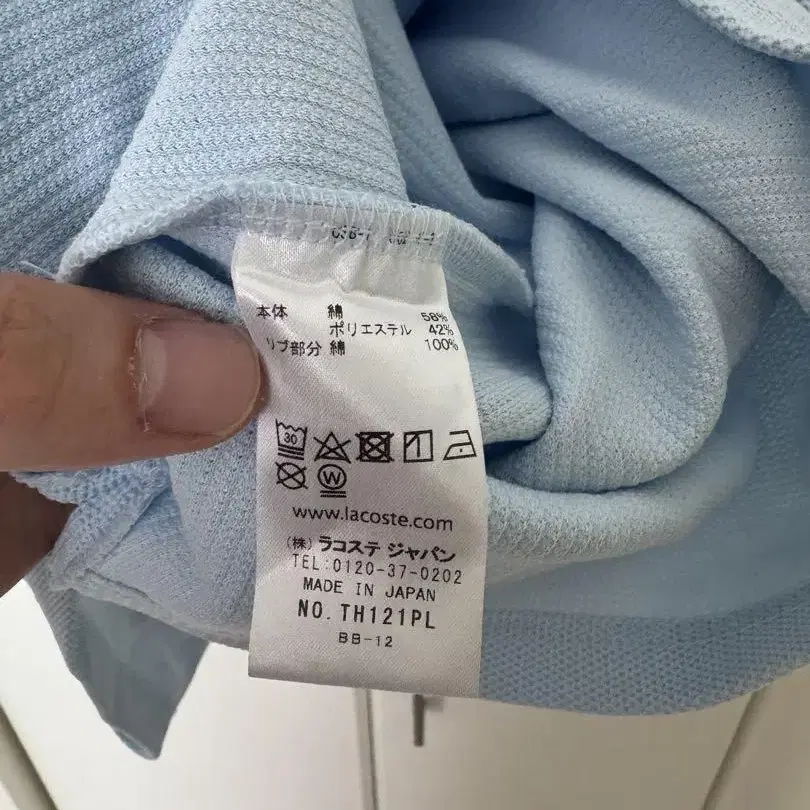 本体 綿 58%
ポリエステル 42%
リブ部分 綿 100%
30
W
www.lacoste.com
(株) ラコステ ジャパン
TEL:0120-37-0202
MADE IN JAPAN
NO. TH121PL
BB-12